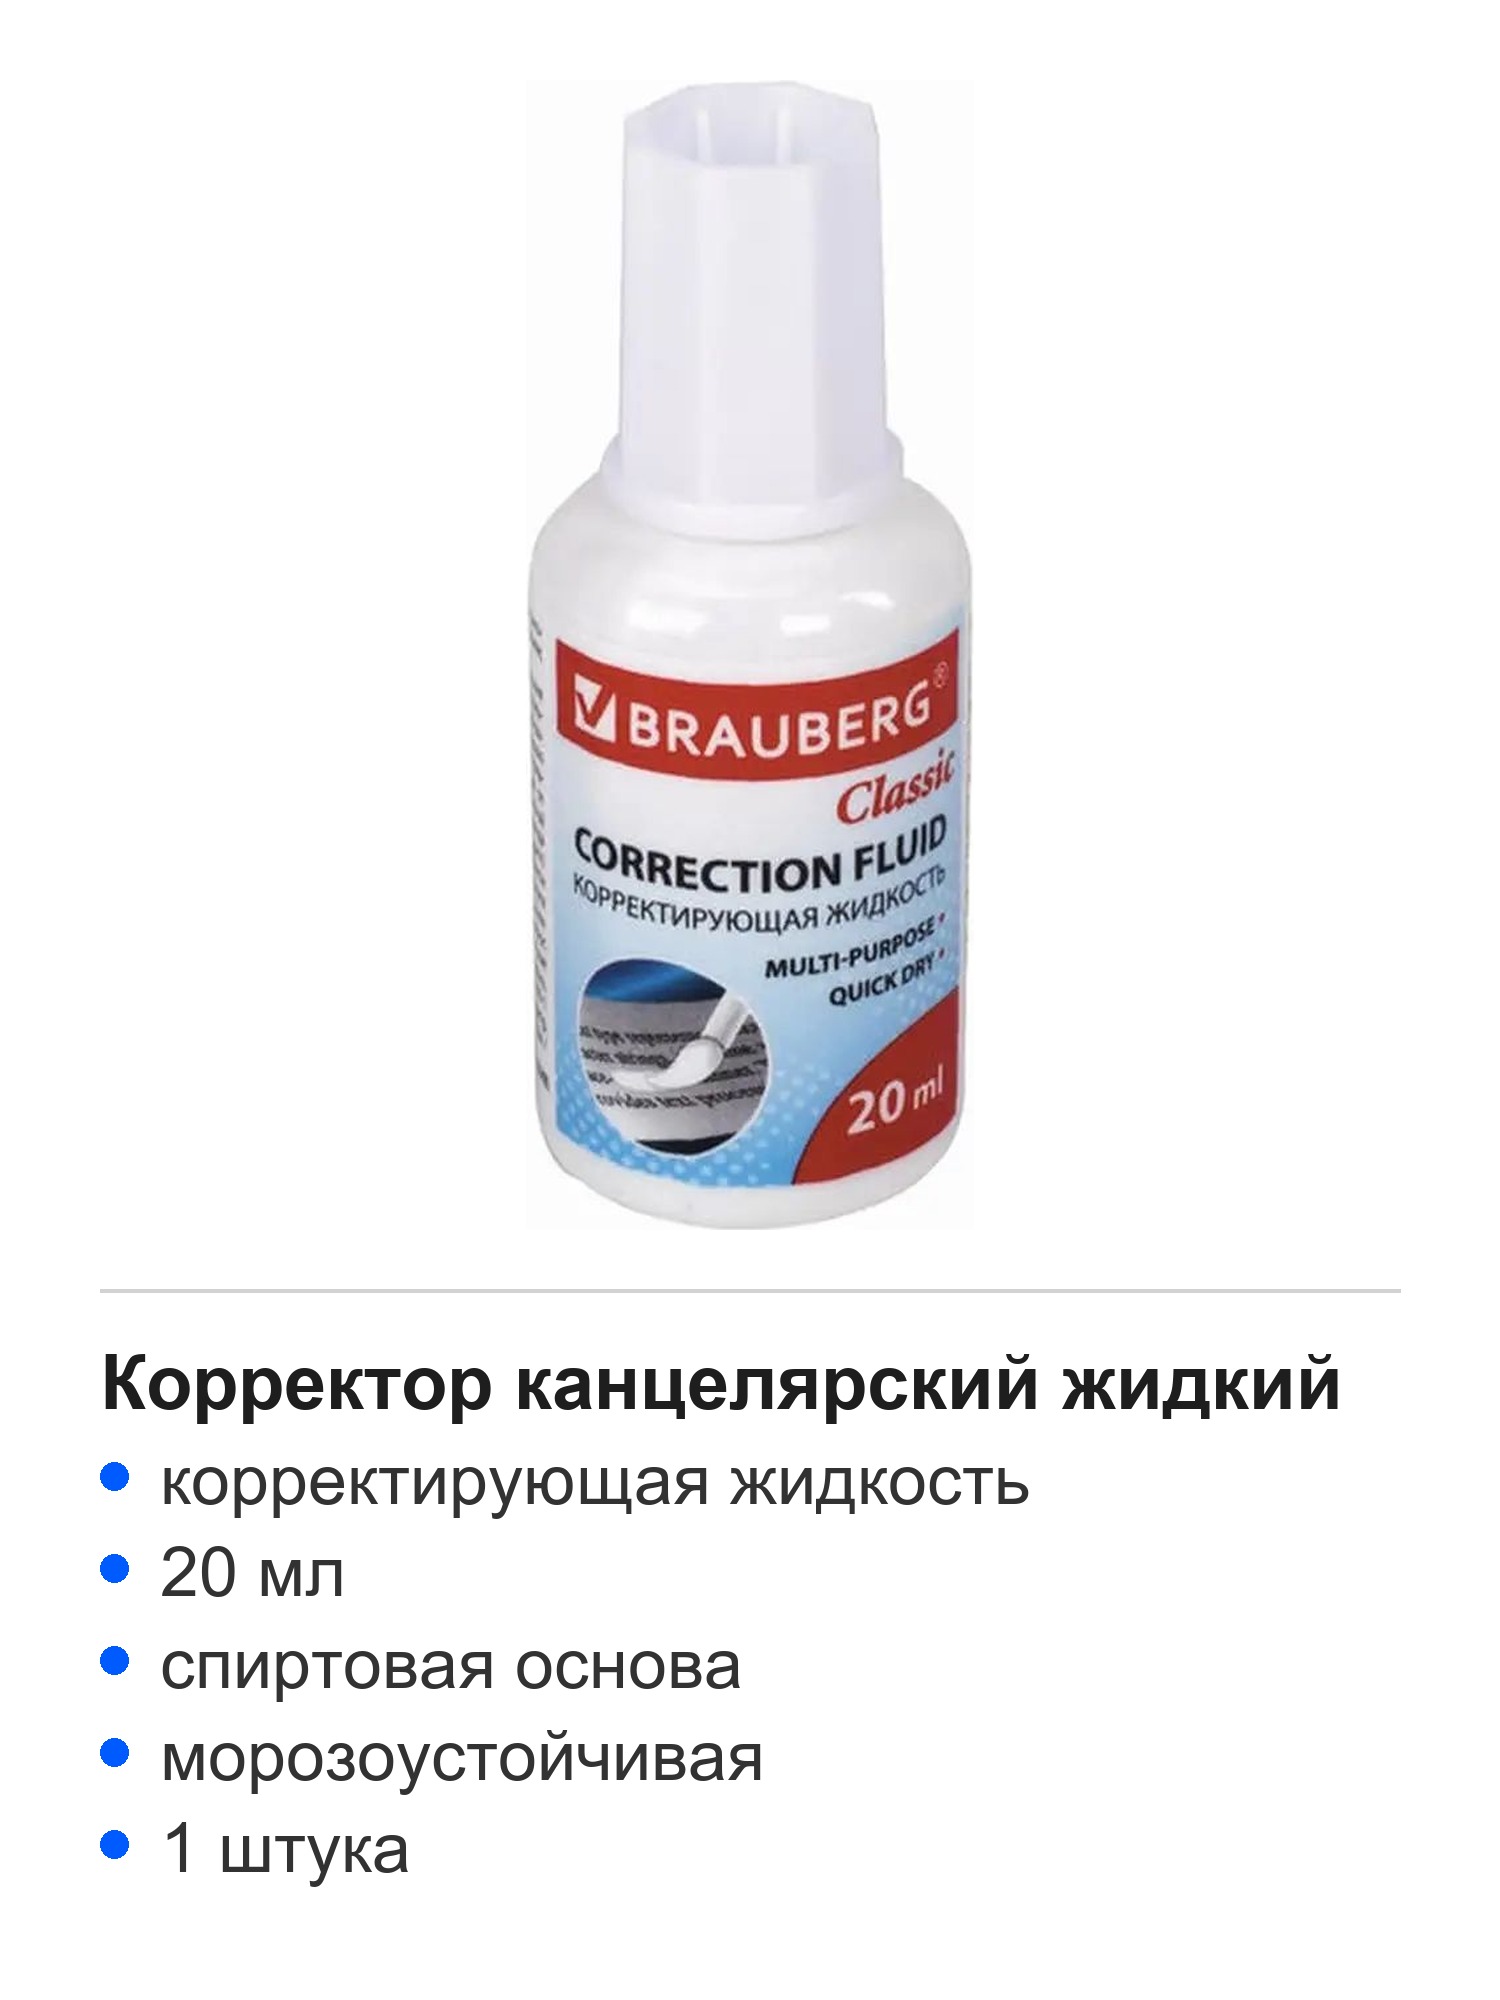 BRAUBERG®
Classic
CORRECTION FLUID
КОРРЕКТИРУЮЩАЯ ЖИДКОСТЬ
MULTI-PURPOSE •
QUICK DRY •
20 ml
Корректор канцелярский жидкий
• корректирующая жидкость
• 20 мл
• спиртовая основа
• морозоустойчивая
• 1 штука